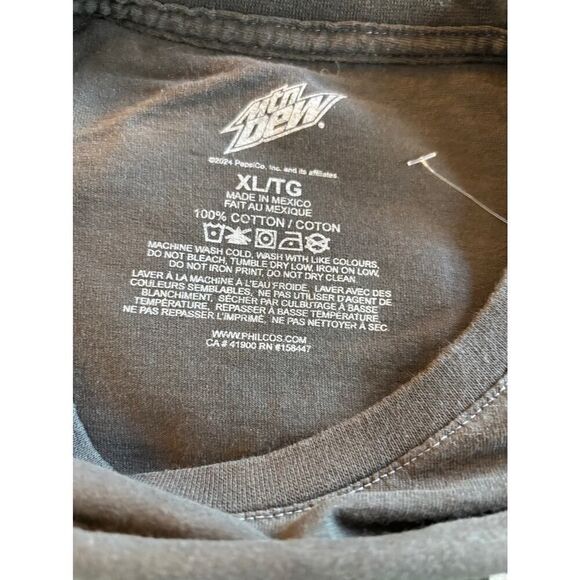 mtn
DEW®
©2024 PepsiCo, Inc. and its affiliates.
XL/TG
MADE IN MEXICO
FAIT AU MEXIQUE
100% COTTON / COTON
MACHINE WASH COLD, WASH WITH LIKE COLOURS,
DO NOT BLEACH, TUMBLE DRY LOW, IRON ON LOW,
DO NOT IRON PRINT, DO NOT DRY CLEAN.
LAVER À LA MACHINE À L'EAU FROIDE, LAVER AVEC DES
COULEURS SEMBLABLES, NE PAS UTILISER D'AGENT DE
BLANCHIMENT, SÉCHER PAR CULBUTAGE À BASSE
TEMPÉRATURE, REPASSER À BASSE TEMPÉRATURE,
NE PAS REPASSER L'IMPRIMÉ, NE PAS NETTOYER À SEC.
WWW.PHILCOS.COM
CA # 41900 RN #158447